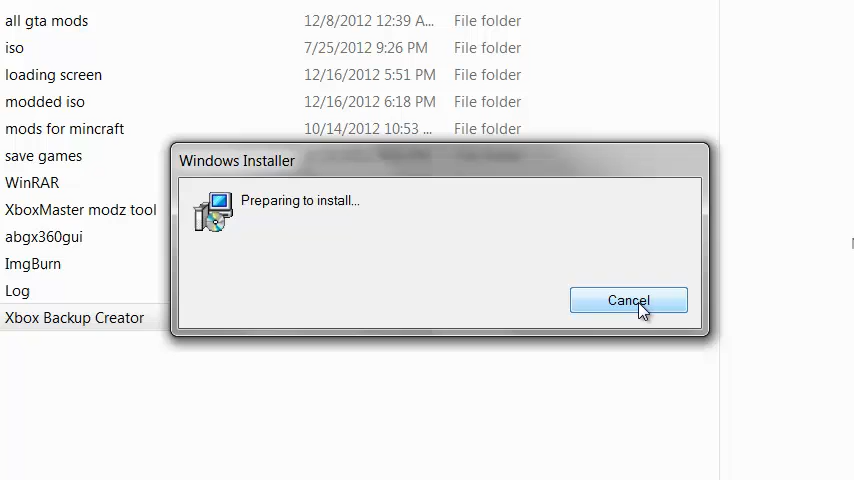 all gta mods 12/8/2012 12:39 A... File folder
iso 7/25/2012 9:26 PM File folder
loading screen 12/16/2012 5:51 PM File folder
modded iso 12/16/2012 6:18 PM File folder
mods for mincraft 10/14/2012 10:53 ... File folder
save games
Windows Installer
WinRAR
Preparing to install...
XboxMaster modz tool
abgx360gui
ImgBurn
Log
Cancel
Xbox Backup Creator